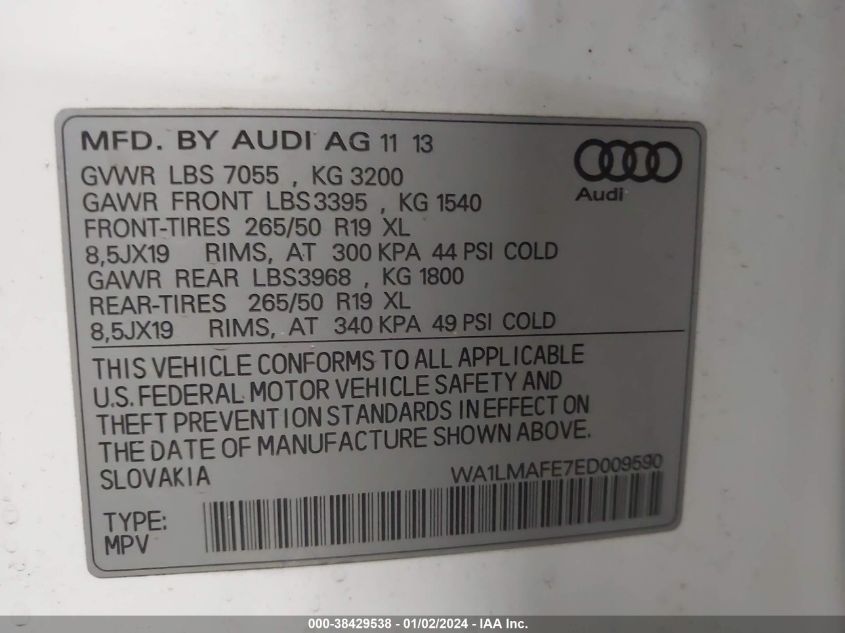 MFD. BY AUDI AG 11 13
GVWR LBS 7055 , KG 3200
GAWR FRONT LBS3395 , KG 1540
FRONT-TIRES 265/50 R19 XL
8,5JX19 RIMS, AT 300 KPA 44 PSI COLD
GAWR REAR LBS3968 , KG 1800
REAR-TIRES 265/50 R19 XL
8,5JX19 RIMS, AT 340 KPA 49 PSI COLD
Audi
THIS VEHICLE CONFORMS TO ALL APPLICABLE
U.S. FEDERAL MOTOR VEHICLE SAFETY AND
THEFT PREVENTION STANDARDS IN EFFECT ON
THE DATE OF MANUFACTURE SHOWN ABOVE.
SLOVAKIA WA1LMAFE7ED009590
TYPE:
MPV
000-38429538 - 01/02/2024 - IAA Inc.